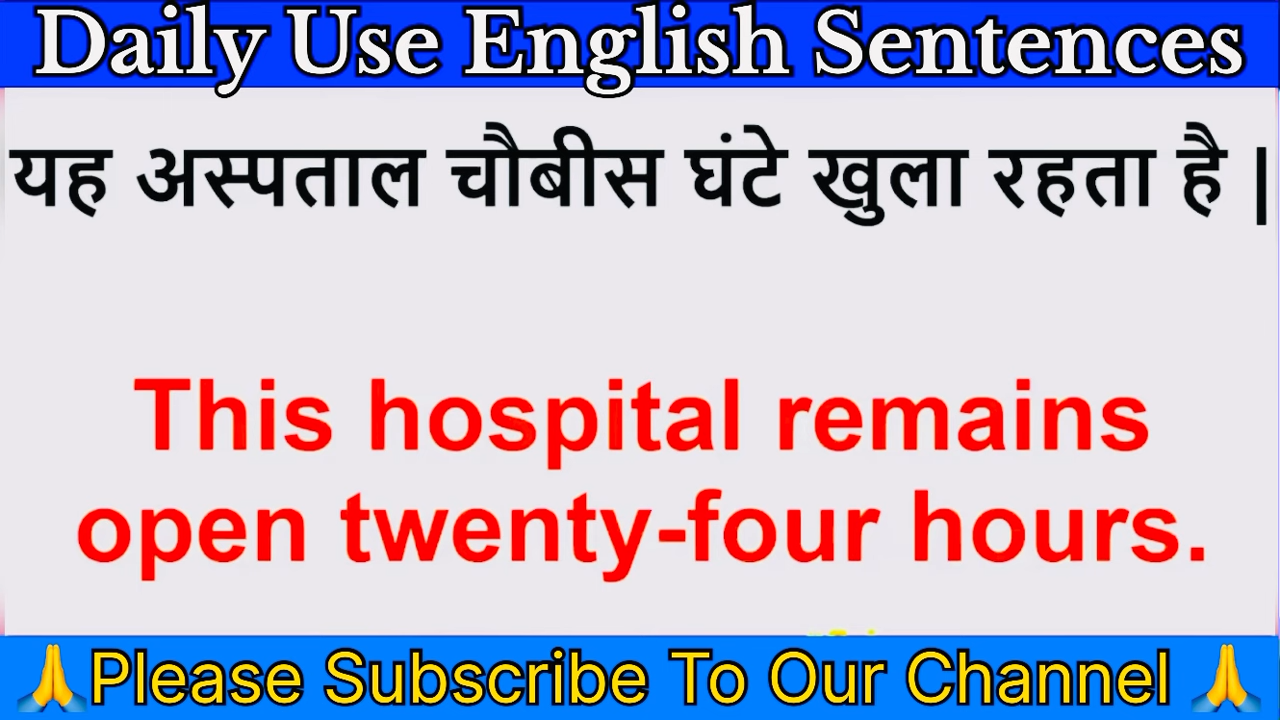 Daily Use English Sentences
यह अस्पताल चौबीस घंटे खुला रहता है |
This hospital remains
open twenty-four hours.
🙏Please Subscribe To Our Channel 🙏